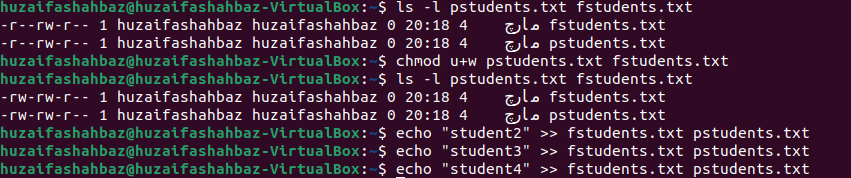 huzaifashahbaz@huzaifashahbaz-VirtualBox:~$ ls -l pstudents.txt fstudents.txt
-r--rw-r-- 1 huzaifashahbaz huzaifashahbaz 0 20:18 4 مارچ fstudents.txt
-r--rw-r-- 1 huzaifashahbaz huzaifashahbaz 0 20:18 4 مارچ pstudents.txt
huzaifashahbaz@huzaifashahbaz-VirtualBox:~$ chmod u+w pstudents.txt fstudents.txt
huzaifashahbaz@huzaifashahbaz-VirtualBox:~$ ls -l pstudents.txt fstudents.txt
-rw-rw-r-- 1 huzaifashahbaz huzaifashahbaz 0 20:18 4 مارچ fstudents.txt
-rw-rw-r-- 1 huzaifashahbaz huzaifashahbaz 0 20:18 4 مارچ pstudents.txt
huzaifashahbaz@huzaifashahbaz-VirtualBox:~$ echo "student2" >> fstudents.txt pstudents.txt
huzaifashahbaz@huzaifashahbaz-VirtualBox:~$ echo "student3" >> fstudents.txt pstudents.txt
huzaifashahbaz@huzaifashahbaz-VirtualBox:~$ echo "student4" >> fstudents.txt pstudents.txt